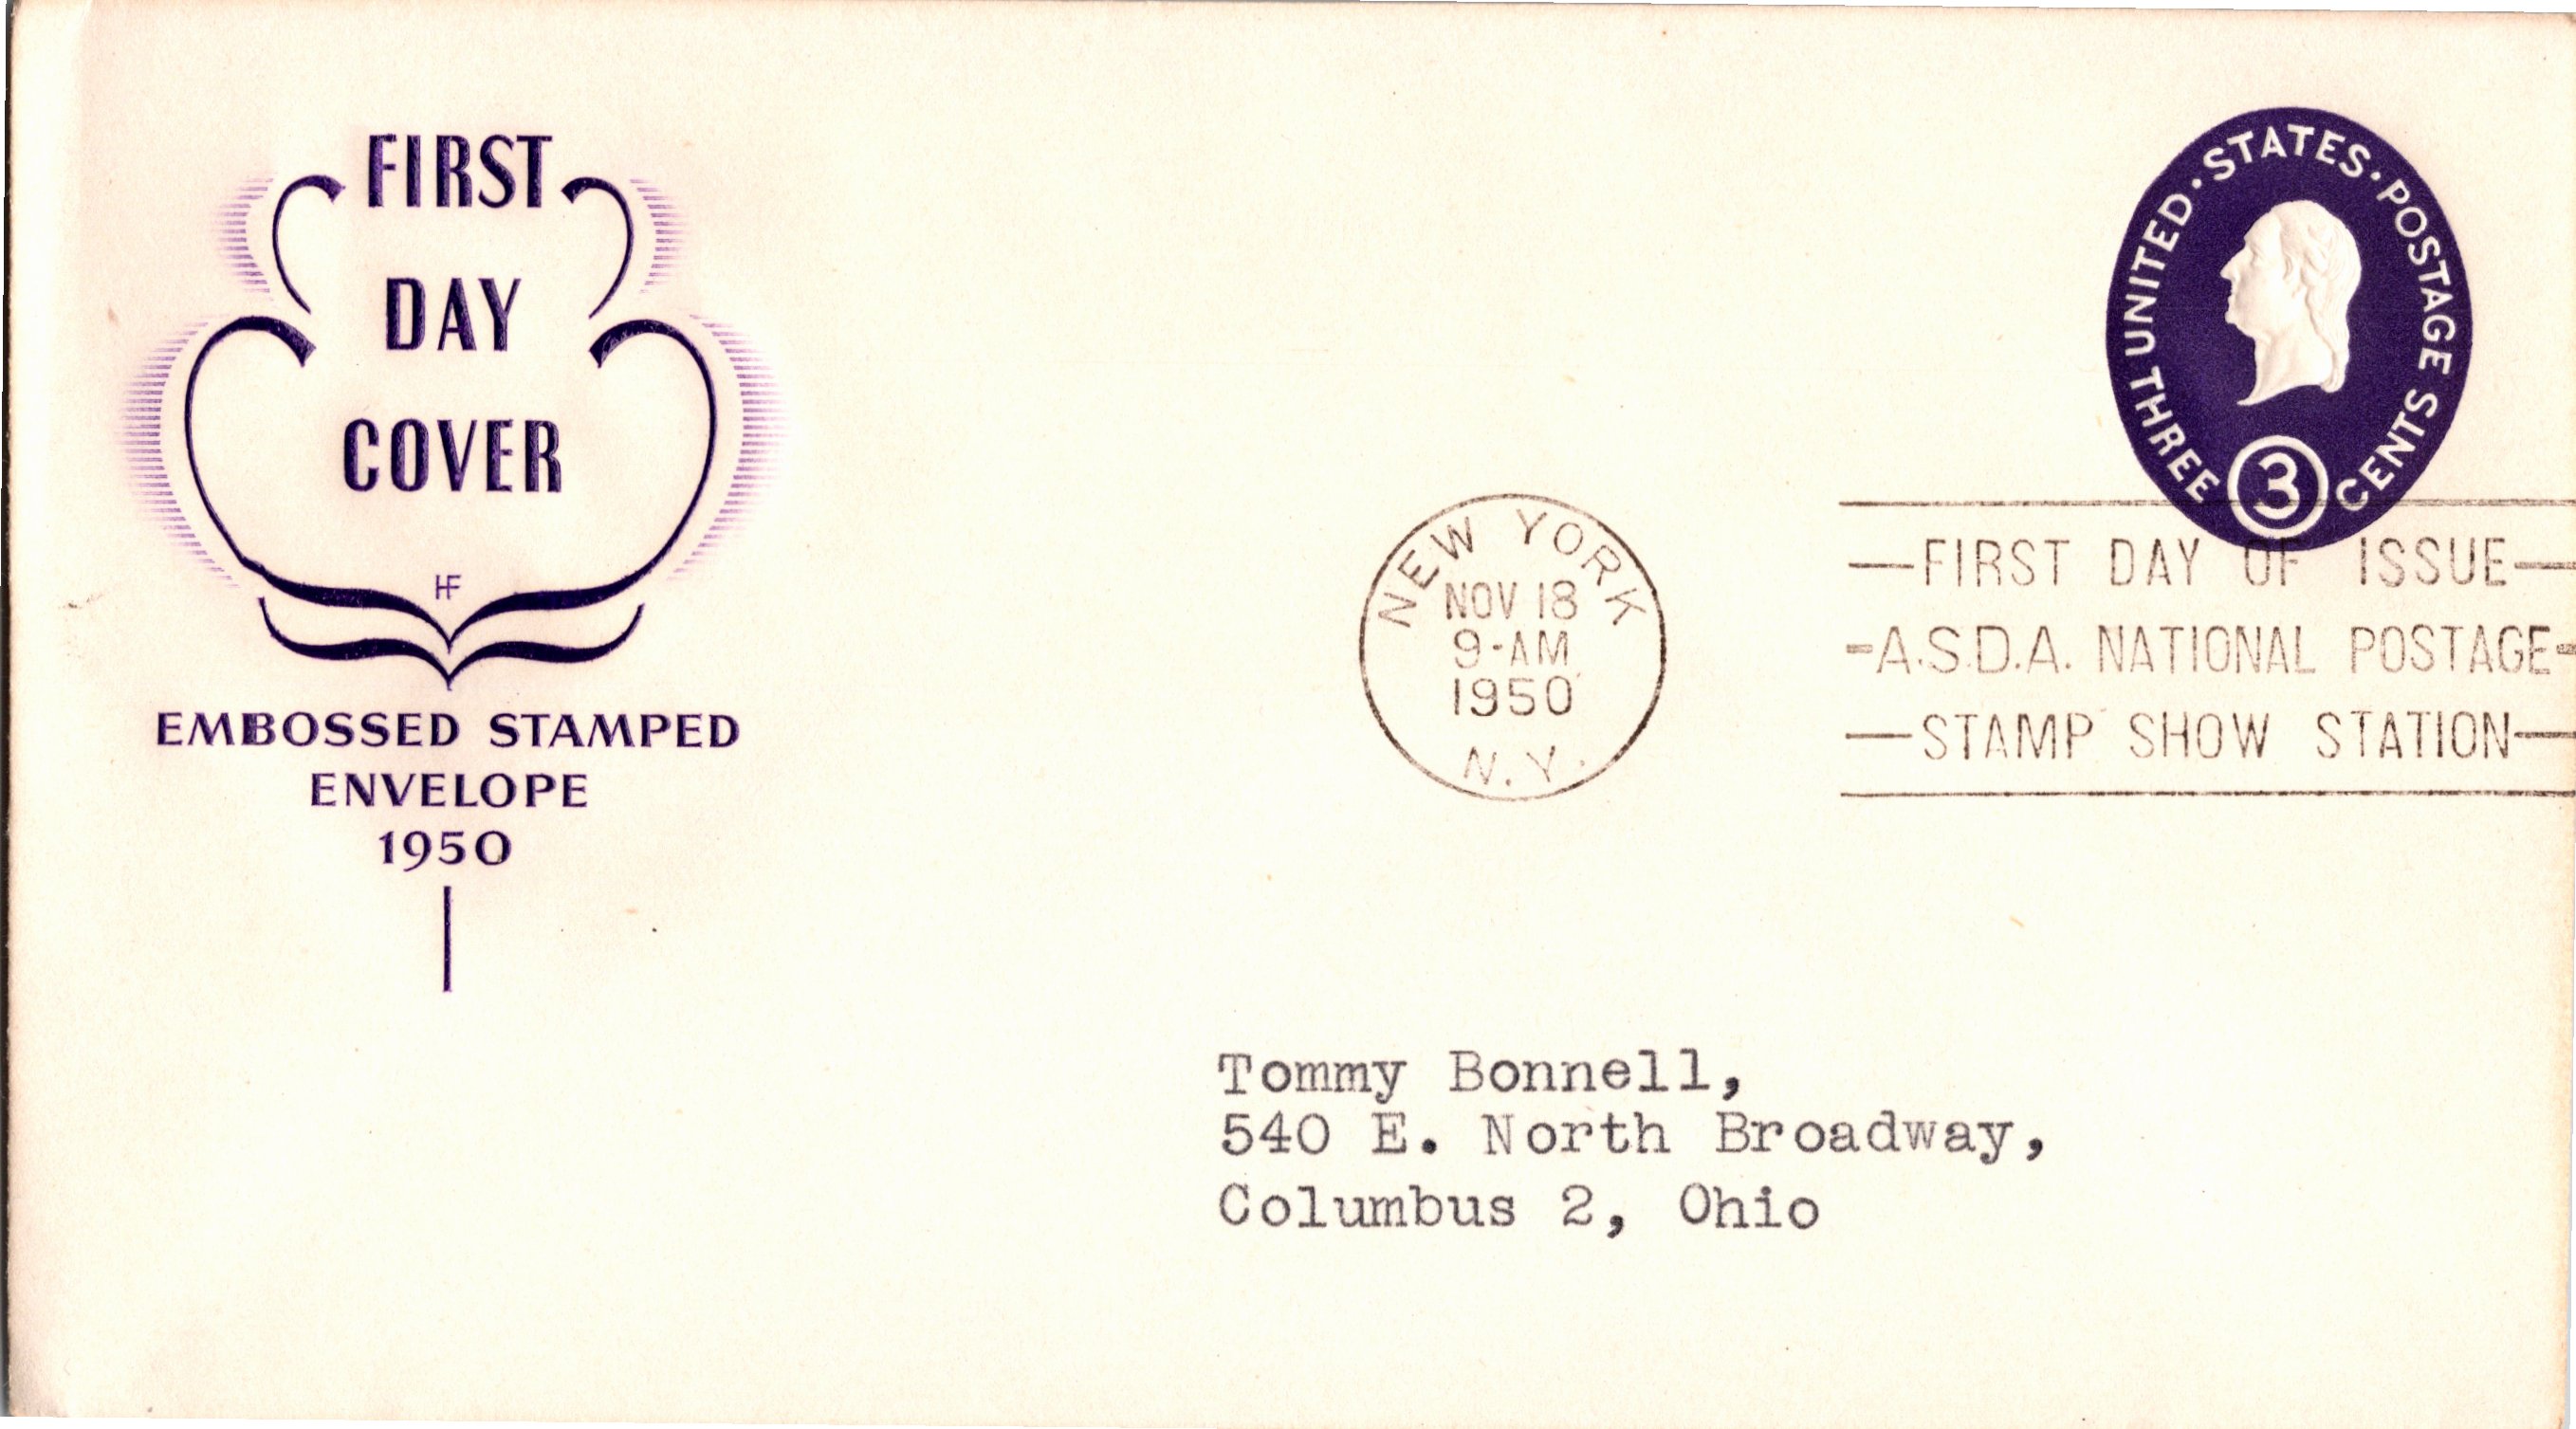 FIRST
DAY
COVER
HF
EMBOSSED STAMPED
ENVELOPE
1950
UNITED · STATES · POSTAGE
THREE 3 CENTS
NEW YORK
NOV 18
9-AM
1950
N.Y.
—FIRST DAY OF ISSUE—
-A.S.D.A. NATIONAL POSTAGE-
—STAMP SHOW STATION—
Tommy Bonnell,
540 E. North Broadway,
Columbus 2, Ohio